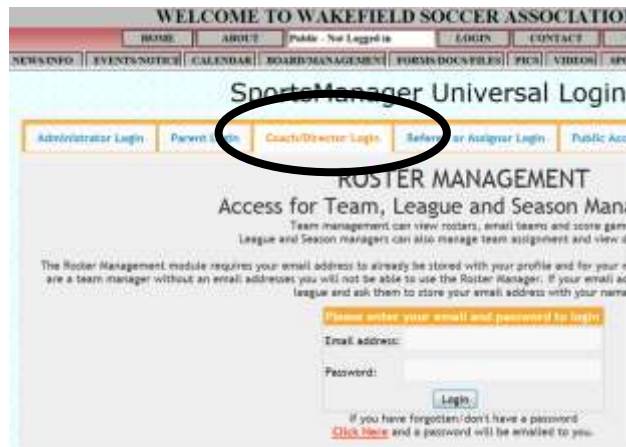 WELCOME TO WAKEFIELD SOCCER ASSOCIATIO
HOME ABOUT Public - Not Logged in LOGIN CONTACT
NEWS/INFO EVENTS/NOTICE CALENDAR BOARD/MANAGEMENT FORMS/DOCS/FILES PICS VIDEOS SPO
SportsManager Universal Login
Administrator Login Parent Login Coach/Director Login Referee or Assignor Login Public Acc
ROSTER MANAGEMENT
Access for Team, League and Season Mana
Team management can view rosters, email teams and score gam
League and Season managers can also manage team assignment and view d
The Roster Management module requires your email address to already be stored with your profile and for your
are a team manager without an email addresses you will not be able to use the Roster Manager. If your email ad
league and ask them to store your email address with your name
Please enter your email and password to login
Email address:
Password:
Login
If you have forgotten/don't have a password
Click Here and a password will be emailed to you.